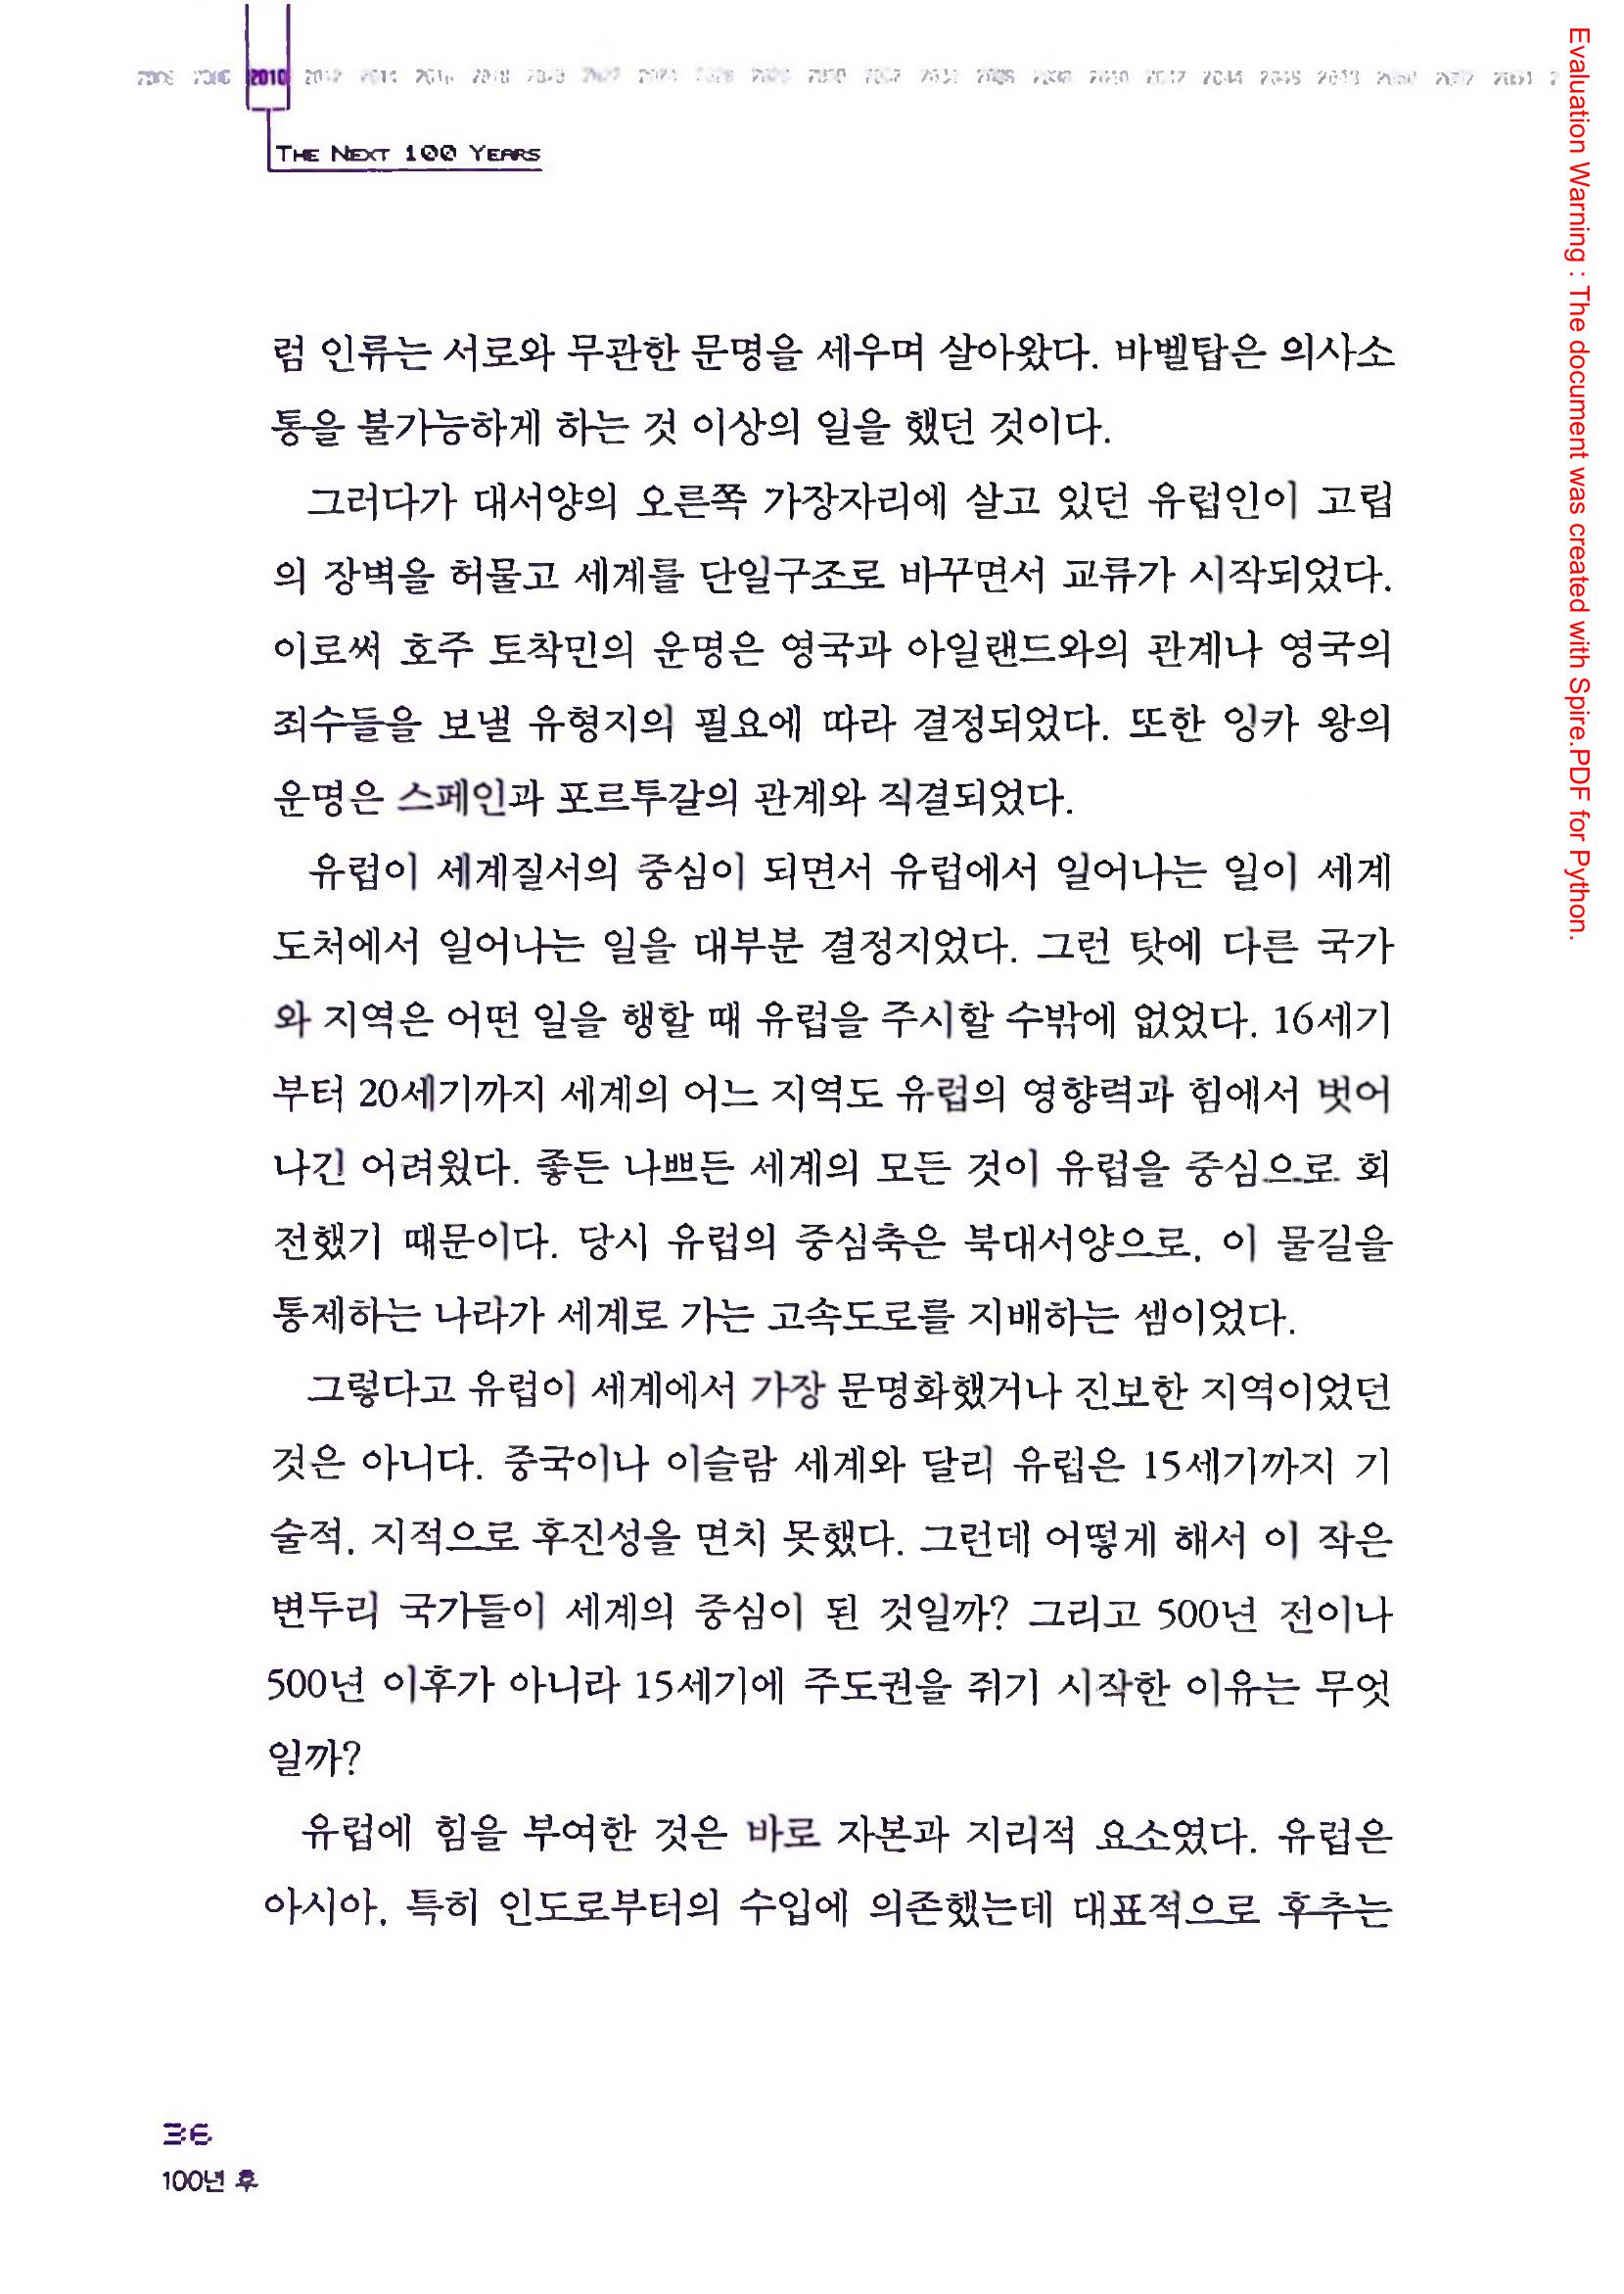 2010
THE NEXT 100 YEARS
럼 인류는 서로와 무관한 문명을 세우며 살아왔다. 바벨탑은 의사소
통을 불가능하게 하는 것 이상의 일을 했던 것이다.
그러다가 대서양의 오른쪽 가장자리에 살고 있던 유럽인이 고립
의 장벽을 허물고 세계를 단일구조로 바꾸면서 교류가 시작되었다.
이로써 호주 토착민의 운명은 영국과 아일랜드와의 관계나 영국의
죄수들을 보낼 유형지의 필요에 따라 결정되었다. 또한 잉카 왕의
운명은 스페인과 포르투갈의 관계와 직결되었다.
유럽이 세계질서의 중심이 되면서 유럽에서 일어나는 일이 세계
도처에서 일어나는 일을 대부분 결정지었다. 그런 탓에 다른 국가
와 지역은 어떤 일을 행할 때 유럽을 주시할 수밖에 없었다. 16세기
부터 20세기까지 세계의 어느 지역도 유럽의 영향력과 힘에서 벗어
나긴 어려웠다. 좋든 나쁘든 세계의 모든 것이 유럽을 중심으로 회
전했기 때문이다. 당시 유럽의 중심축은 북대서양으로, 이 물길을
통제하는 나라가 세계로 가는 고속도로를 지배하는 셈이었다.
그렇다고 유럽이 세계에서 가장 문명화했거나 진보한 지역이었던
것은 아니다. 중국이나 이슬람 세계와 달리 유럽은 15세기까지 기
술적, 지적으로 후진성을 면치 못했다. 그런데 어떻게 해서 이 작은
변두리 국가들이 세계의 중심이 된 것일까? 그리고 500년 전이나
500년 이후가 아니라 15세기에 주도권을 쥐기 시작한 이유는 무엇
일까?
유럽에 힘을 부여한 것은 바로 자본과 지리적 요소였다. 유럽은
아시아, 특히 인도로부터의 수입에 의존했는데 대표적으로 후추는
36
100년 후
Evaluation Warning : The document was created with Spire.PDF for Python.